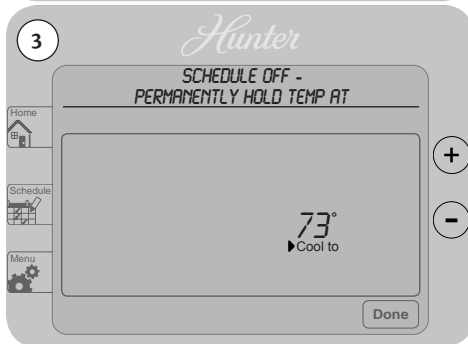 3
Hunter
SCHEDULE OFF -
PERMANENTLY HOLD TEMP AT
Home
+
Schedule
-
73°
Cool to
Menu
Done